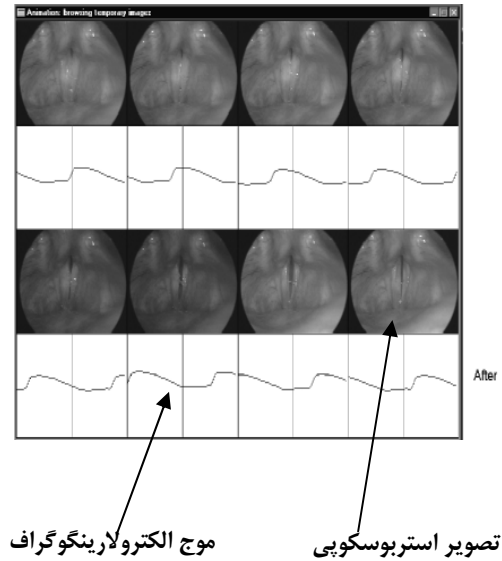 Animation: browsing temporary images
After
تصویر استربوسکوپی
موج الکترولارینگوگراف